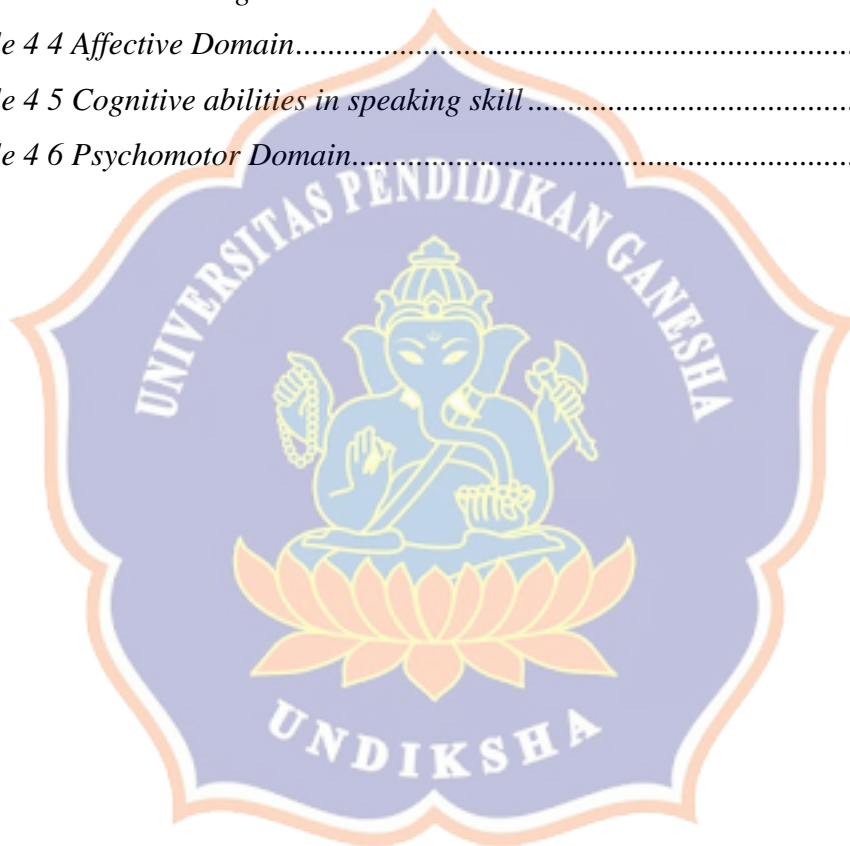 le 4 4 Affective Domain
le 4 5 Cognitive abilities in speaking skill
le 4 6 Psychomotor Domain
UNIVERSITAS PENDIDIKAN GANESHA
UNDIKSHA